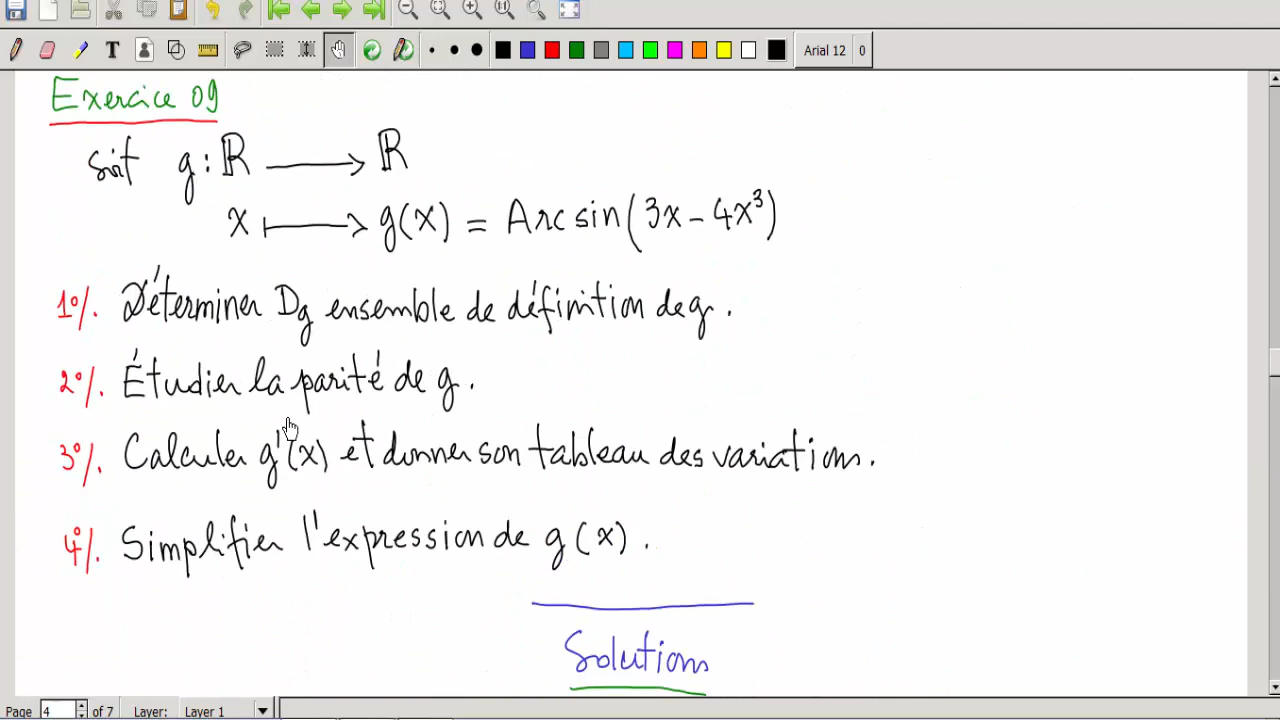 Arial 12 0
Exercice 09
soit g : ℝ ⟶ ℝ
x ⟼ g(x) = Arcsin(3x - 4x³)
1°/. Déterminer Dg ensemble de définition de g.
2°/. Étudier la parité de g.
3°/. Calculer g'(x) et donner son tableau des variations.
4°/. Simplifier l'expression de g(x).
Solutions
Page 4 of 7 Layer: Layer 1